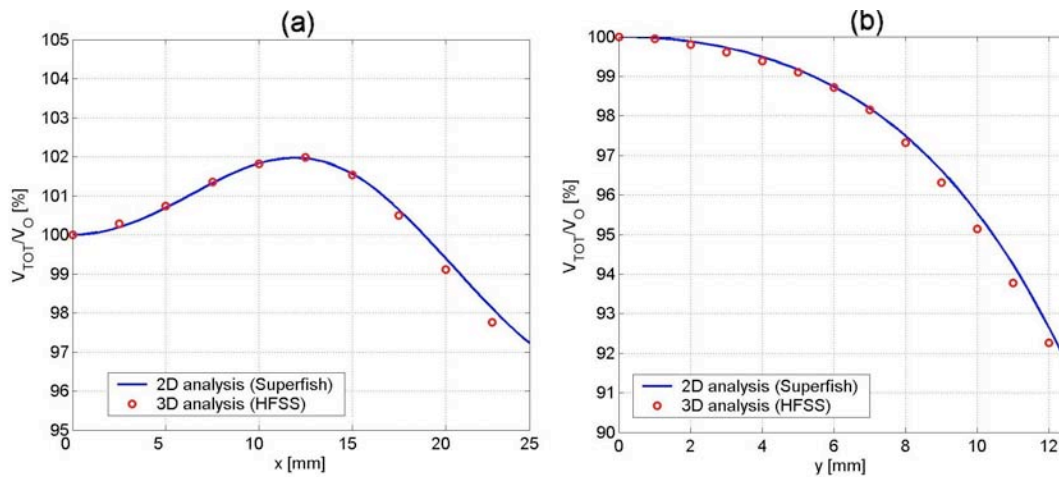 (a)
105
104
103
102
101
100
99
98
97
96
95
V_TOT/V_O [%]
2D analysis (Superfish)
3D analysis (HFSS)
0 5 10 15 20 25
x [mm]
(b)
100
99
98
97
96
95
94
93
92
91
90
V_TOT/V_O [%]
2D analysis (Superfish)
3D analysis (HFSS)
0 2 4 6 8 10 12
y [mm]